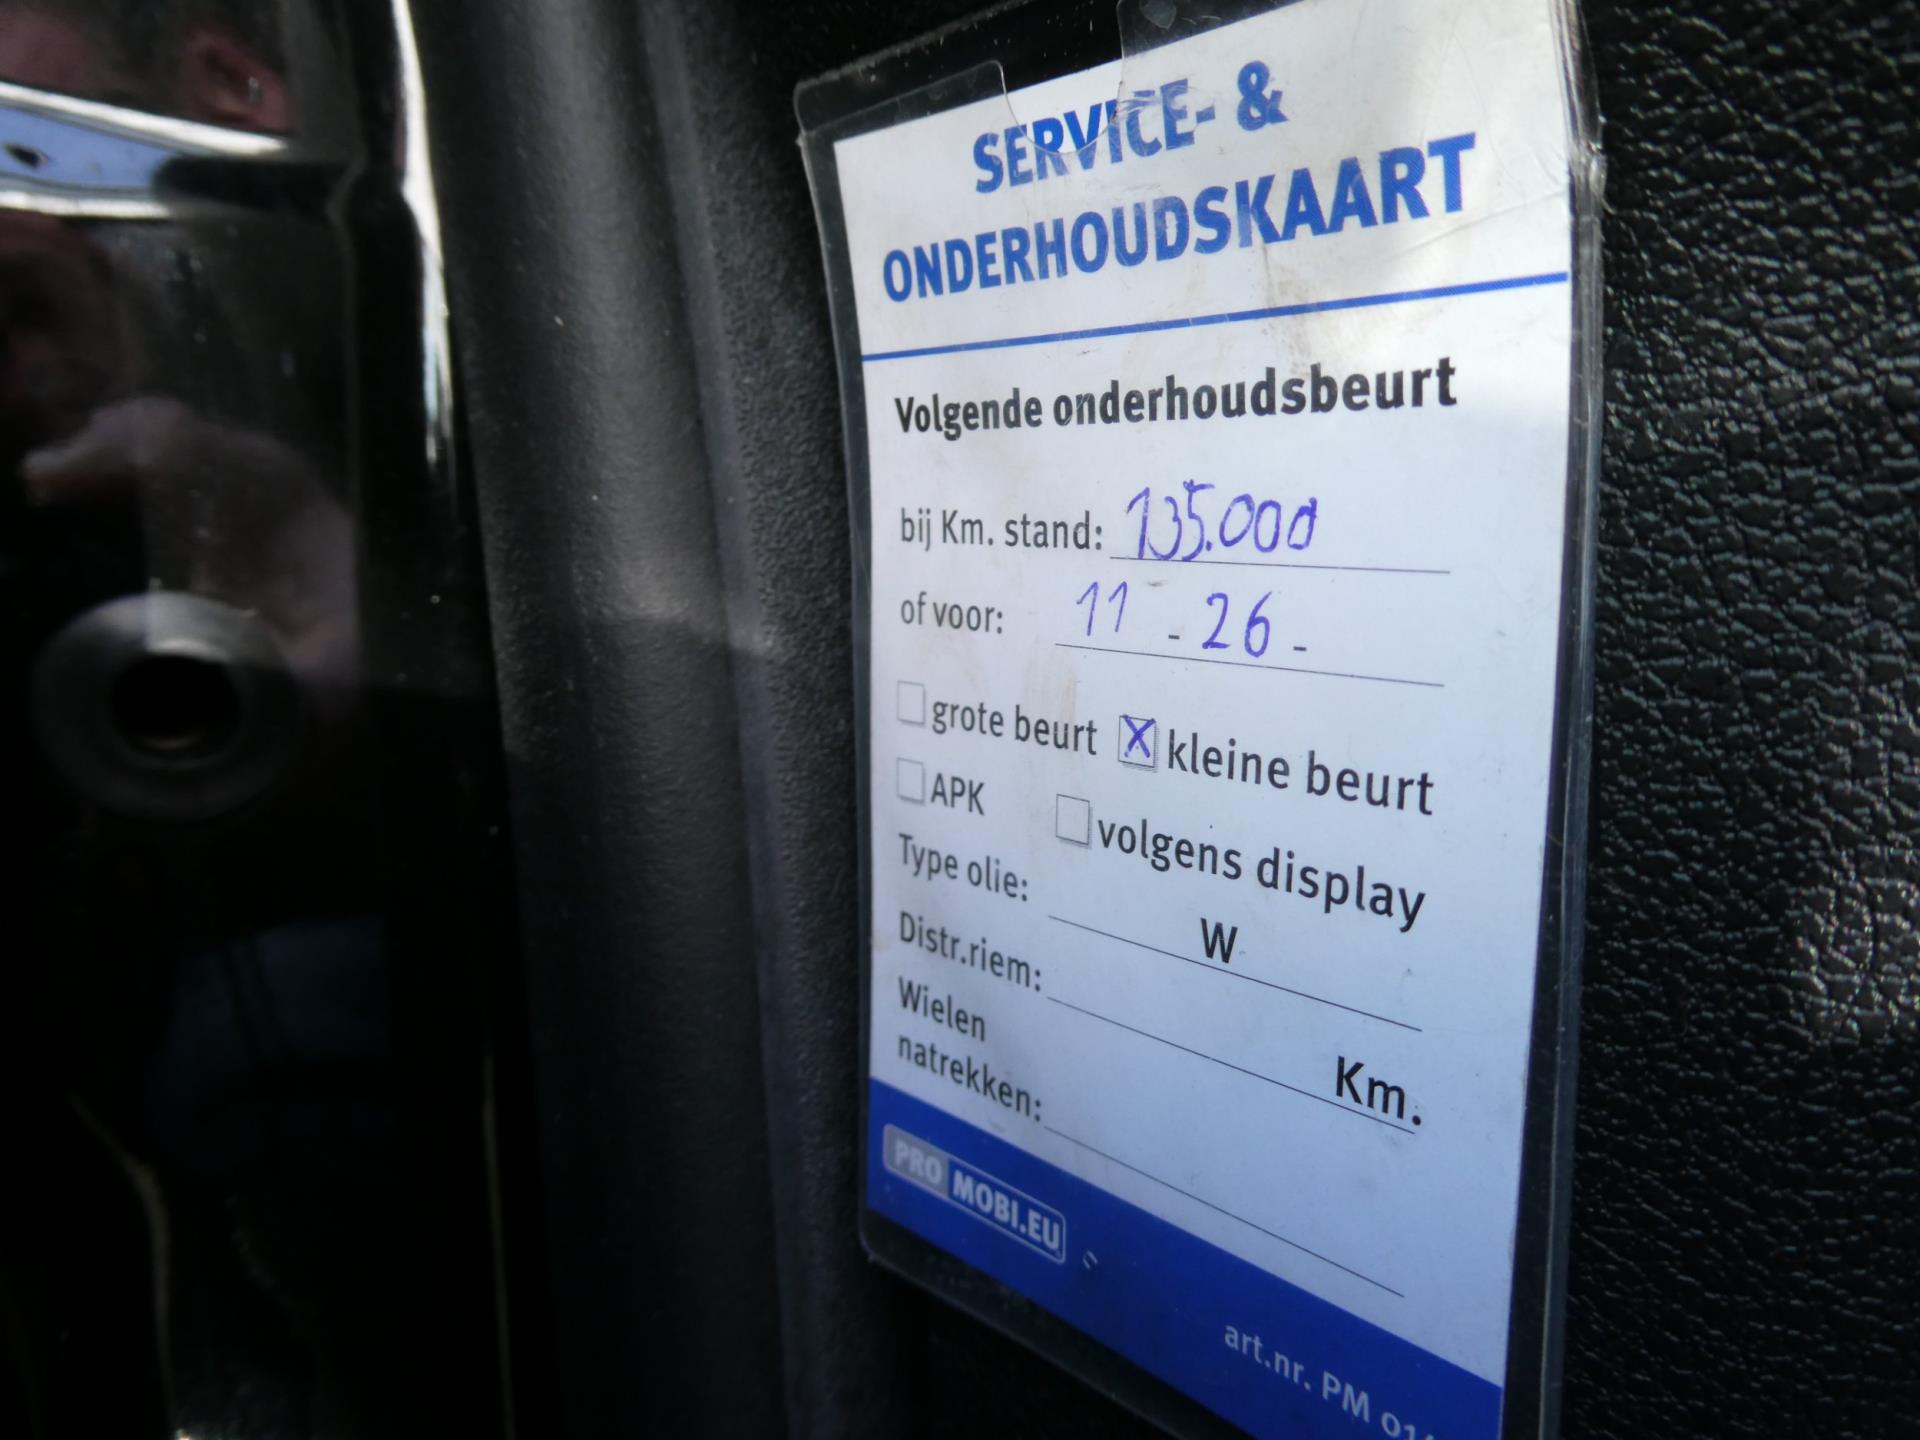 SERVICE- &
ONDERHOUDSKAART
Volgende onderhoudsbeurt
bij Km. stand: 135.000
of voor: 11 - 26 -
grote beurt X kleine beurt
APK volgens display
Type olie: W
Distr.riem: Km.
Wielen
natrekken:
PRO MOBI.EU
art.nr. PM